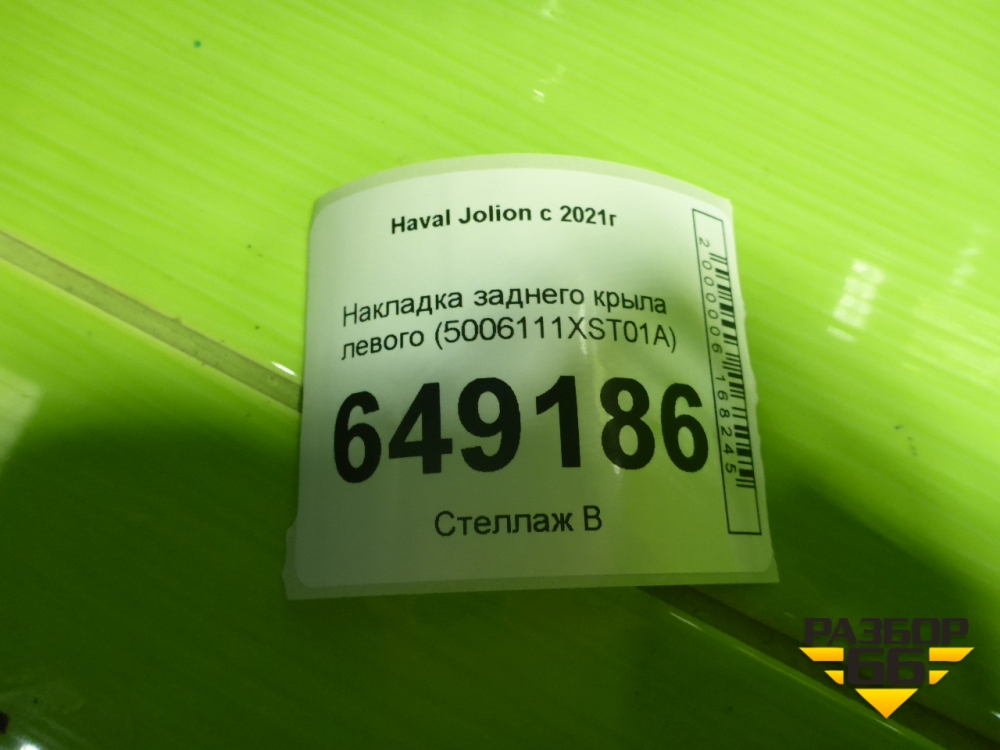 Haval Jolion с 2021г
Накладка заднего крыла
левого (5006111XST01A)
649186
Стеллаж В
2000006168245
РАЗБОР
66